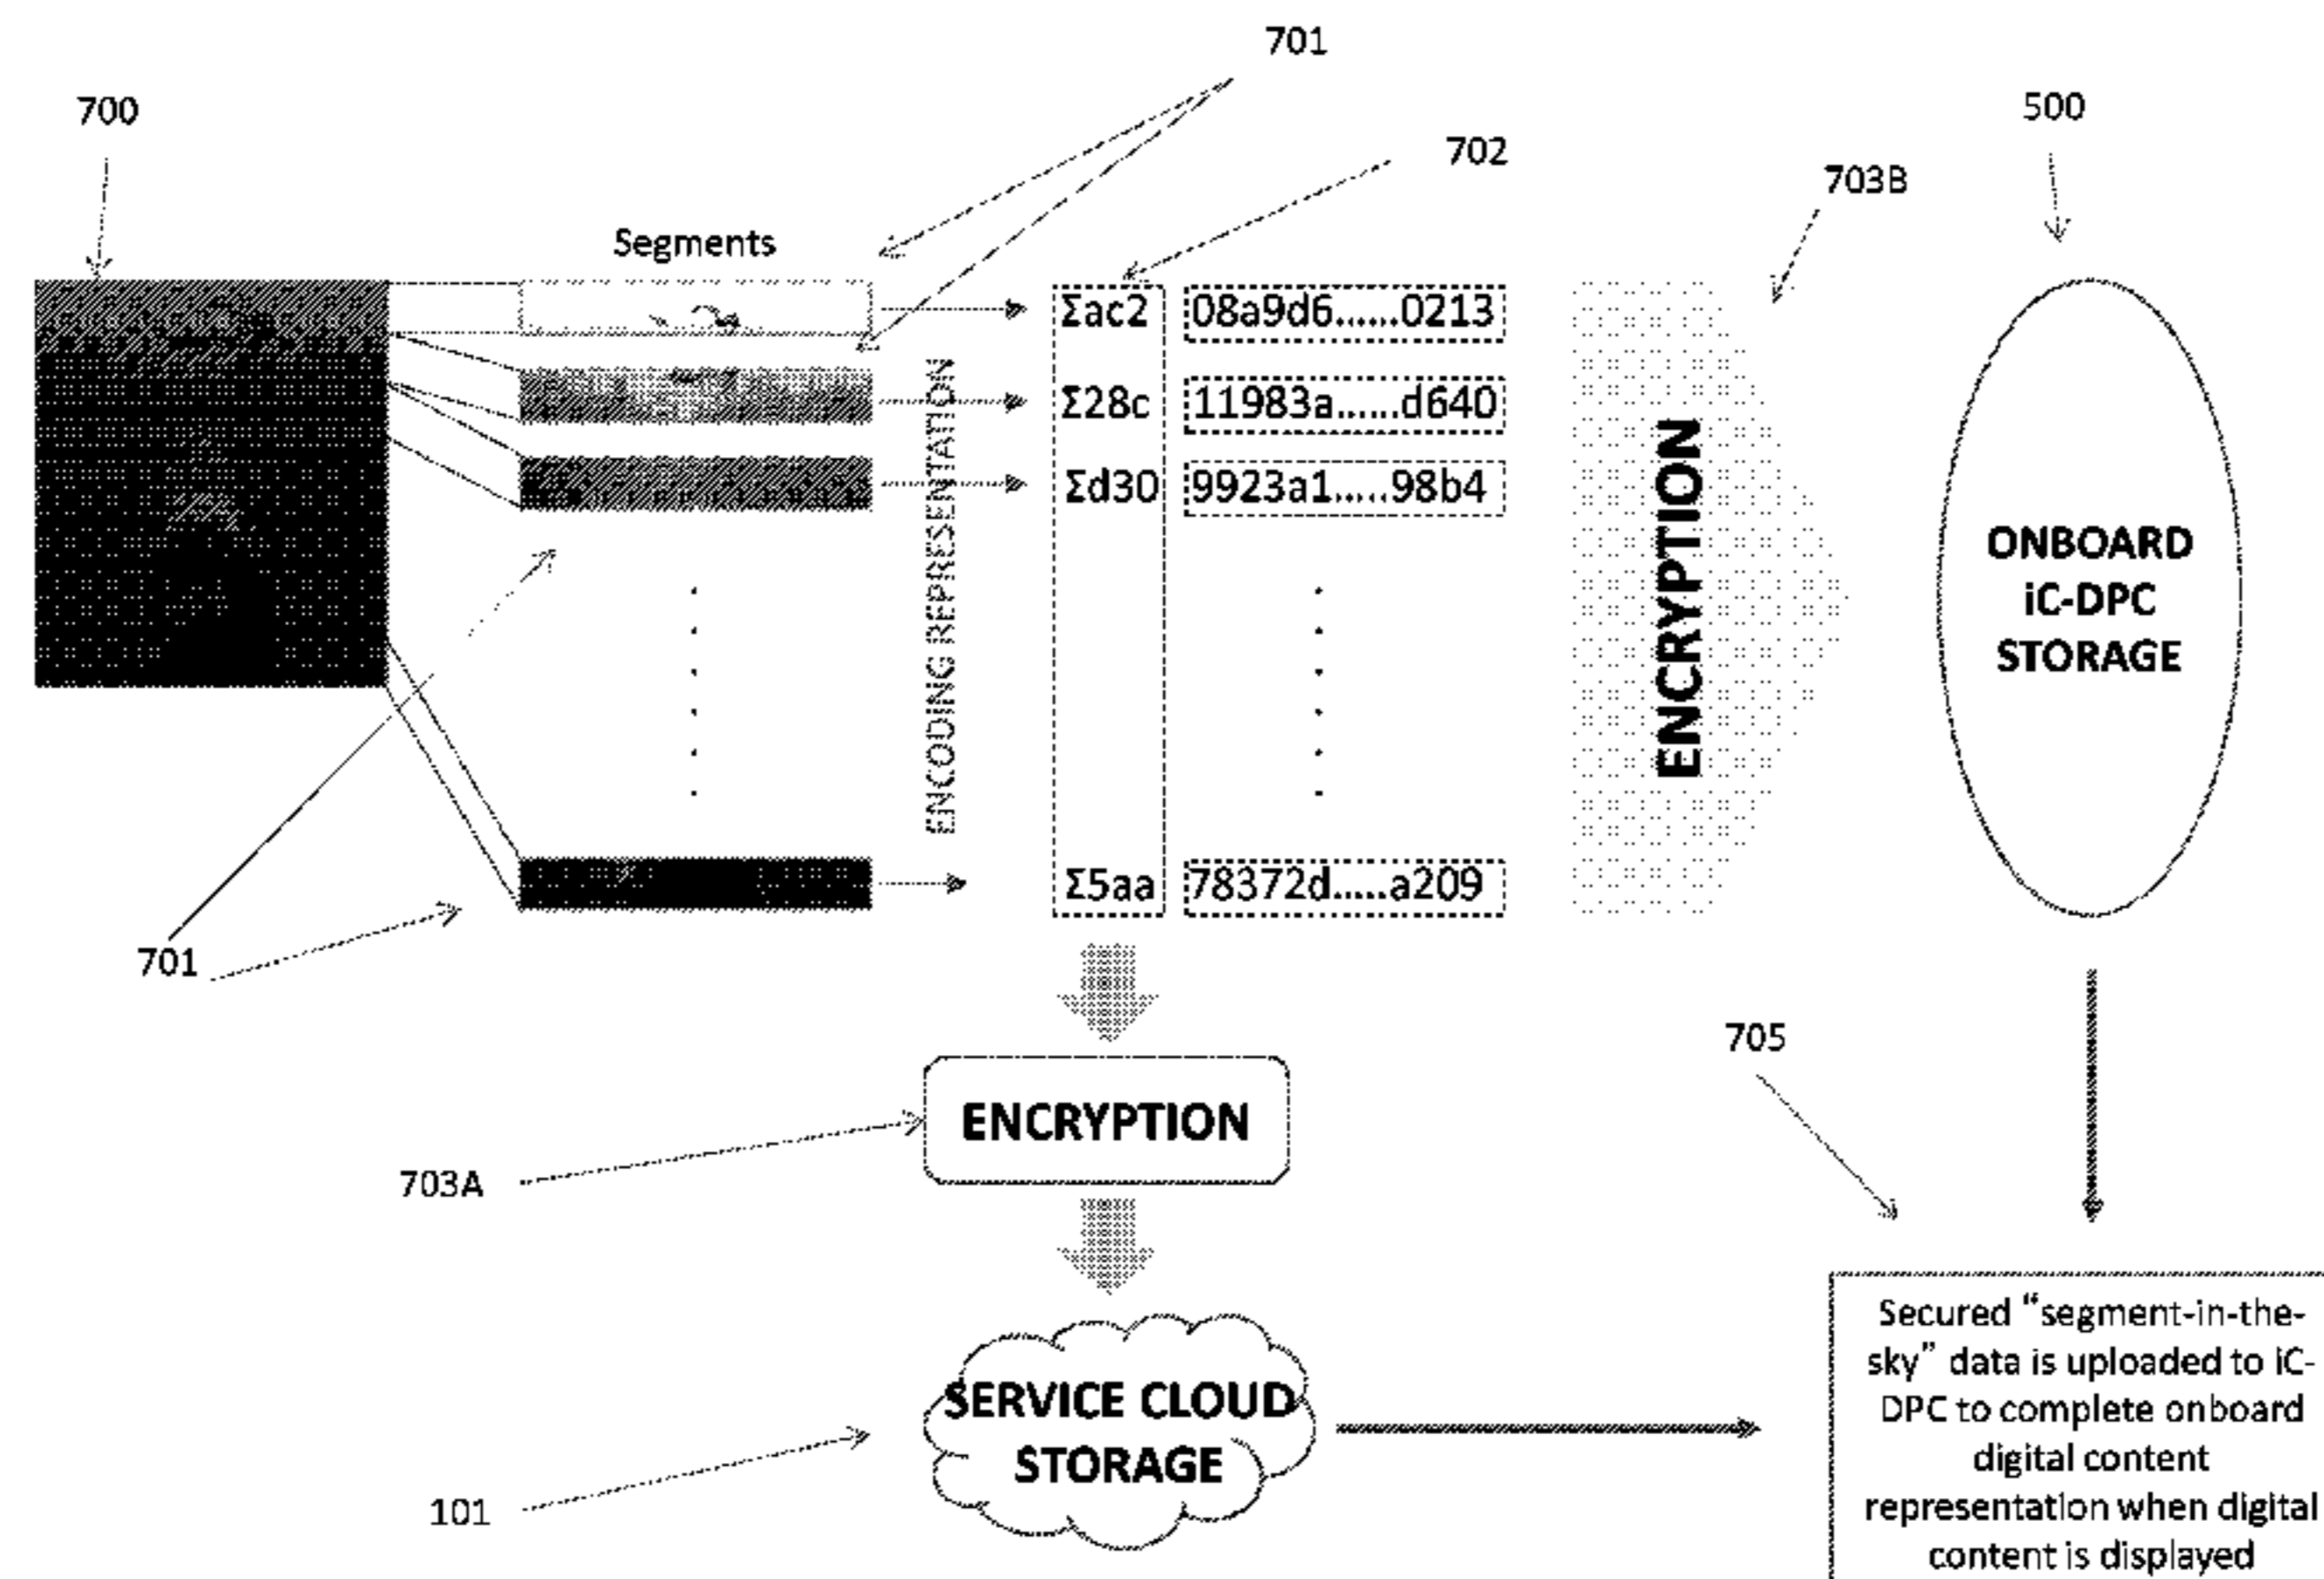 701
700
500
702
703B
Segments
Σac2 08a9d6......0213
Σ28c 11983a......d640
Σd30 9923a1.....98b4
ENCODING REPRESENTATION
ENCRYPTION
ONBOARD
iC-DPC
STORAGE
Σ5aa 78372d.....a209
701
705
ENCRYPTION
703A
SERVICE CLOUD
STORAGE
101
Secured “segment-in-the-
sky” data is uploaded to iC-
DPC to complete onboard
digital content
representation when digital
content is displayed